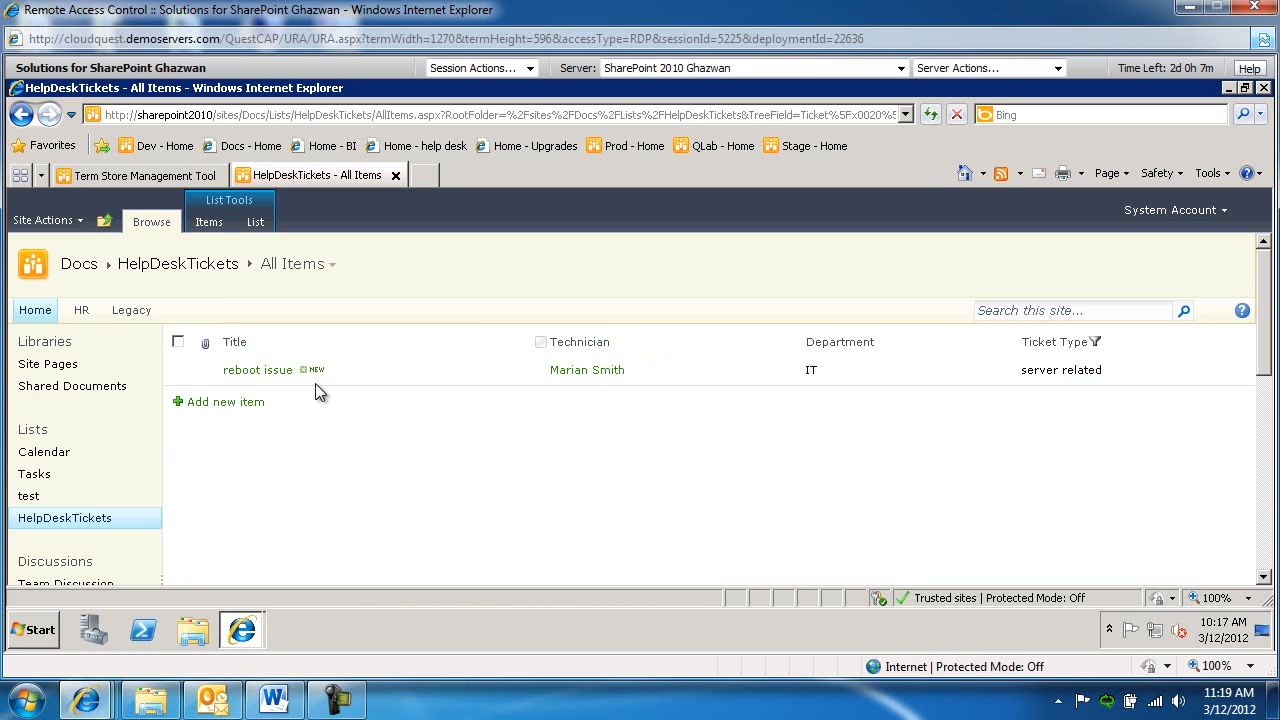 Remote Access Control :: Solutions for SharePoint Ghazwan - Windows Internet Explorer
http://cloudquest.demoservers.com/QuestCAP/URA/URA.aspx?termWidth=1270&termHeight=596&accessType=RDP&sessionId=5225&deploymentId=22636
Solutions for SharePoint Ghazwan Session Actions... Server: SharePoint 2010 Ghazwan Server Actions... Time Left: 2d 0h 7m Help
HelpDeskTickets - All Items - Windows Internet Explorer
http://sharepoint2010/sites/Docs/Lists/HelpDeskTickets/AllItems.aspx?RootFolder=%2Fsites%2FDocs%2FLists%2FHelpDeskTickets&TreeField=Ticket%5Fx0020%5 Bing
Favorites Dev - Home Docs - Home Home - BI Home - help desk Home - Upgrades Prod - Home QLab - Home Stage - Home
Term Store Management Tool HelpDeskTickets - All Items Page Safety Tools
List Tools
Site Actions Browse Items List System Account
Docs HelpDeskTickets All Items
Home HR Legacy Search this site...
Libraries
Site Pages
Shared Documents
Lists
Calendar
Tasks
test
HelpDeskTickets
Discussions
Team Discussion
Title Technician Department Ticket Type
reboot issue NEW Marian Smith IT server related
Add new item
Trusted sites | Protected Mode: Off 100%
Start 10:17 AM
3/12/2012
Internet | Protected Mode: Off 100%
11:19 AM
3/12/2012